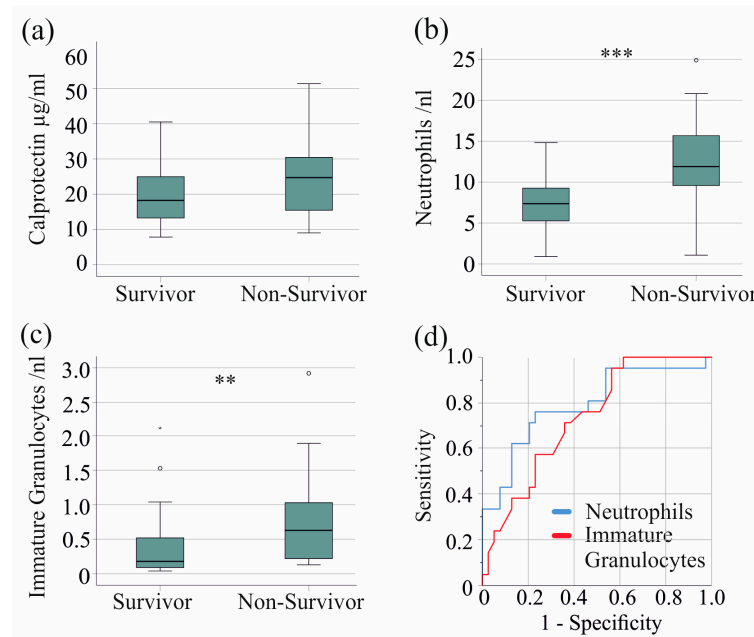 (a)
60
50
40
30
20
10
0
Calprotectin µg/ml
Survivor
Non-Survivor
(b)
***
25
20
15
10
5
0
Neutrophils /nl
Survivor
Non-Survivor
(c)
**
3.0
2.5
2.0
1.5
1.0
0.5
0
Immature Granulocytes /nl
Survivor
Non-Survivor
(d)
1.0
0.8
0.6
0.4
0.2
0
Sensitivity
Neutrophils
Immature
Granulocytes
0 0.2 0.4 0.6 0.8 1.0
1 - Specificity